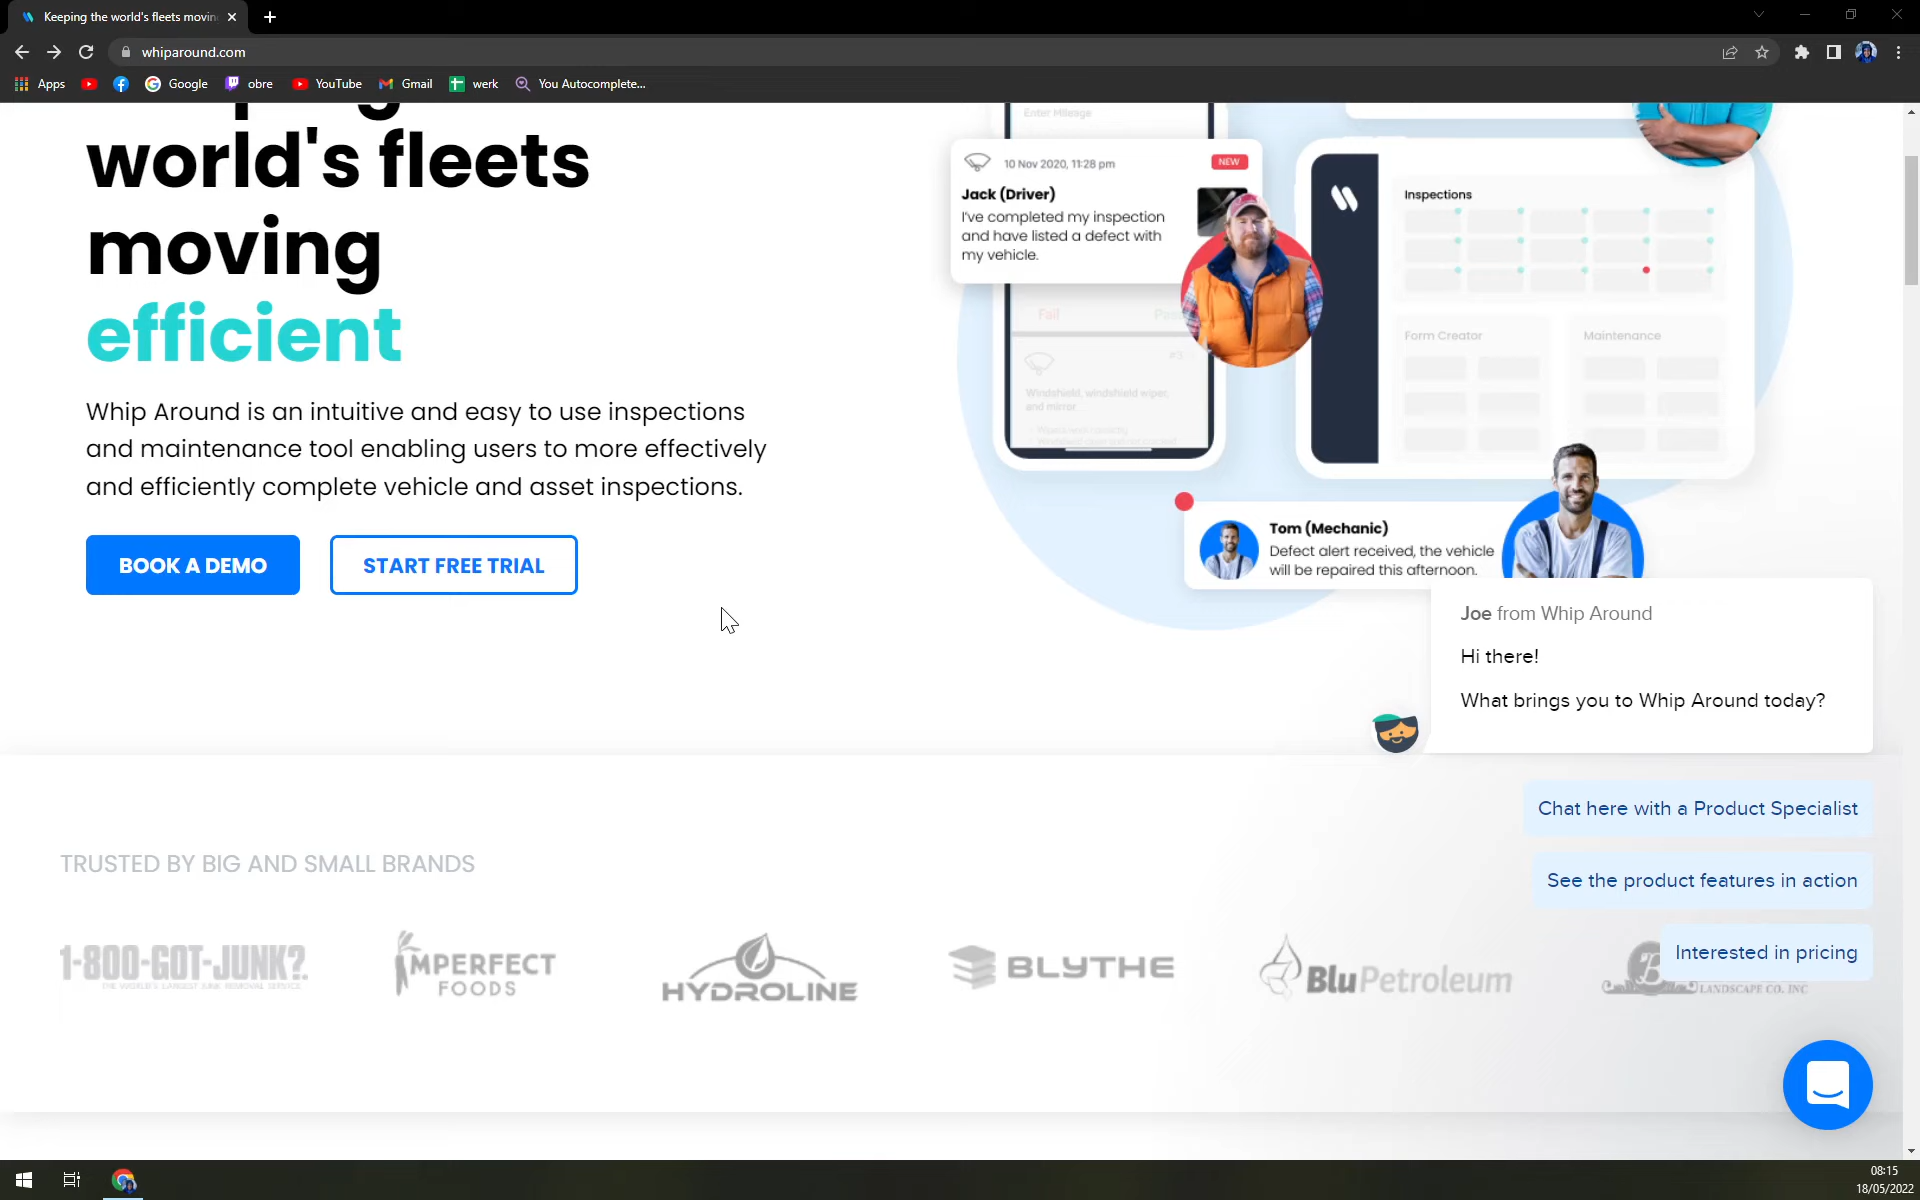 Keeping the world's fleets movin
whiparound.com
Apps
Google
obre
YouTube
Gmail
werk
You Autocomplete...
world's fleets
moving
efficient
Whip Around is an intuitive and easy to use inspections
and maintenance tool enabling users to more effectively
and efficiently complete vehicle and asset inspections.
BOOK A DEMO
START FREE TRIAL
Enter Mileage
10 Nov 2020, 11:28 pm
NEW
Jack (Driver)
I've completed my inspection
and have listed a defect with
my vehicle.
Fail
#3
Windshield, windshield wiper,
and mirror
Inspections
Form Creator
Maintenance
Tom (Mechanic)
Defect alert received, the vehicle
will be repaired this afternoon.
Joe from Whip Around
Hi there!
What brings you to Whip Around today?
Chat here with a Product Specialist
See the product features in action
Interested in pricing
TRUSTED BY BIG AND SMALL BRANDS
1-800-GOT-JUNK?
THE WORLD'S LARGEST JUNK REMOVAL SERVICE
IMPERFECT
FOODS
HYDROLINE
BLYTHE
BluPetroleum
B
LANDSCAPE CO. INC
08:15
18/05/2022